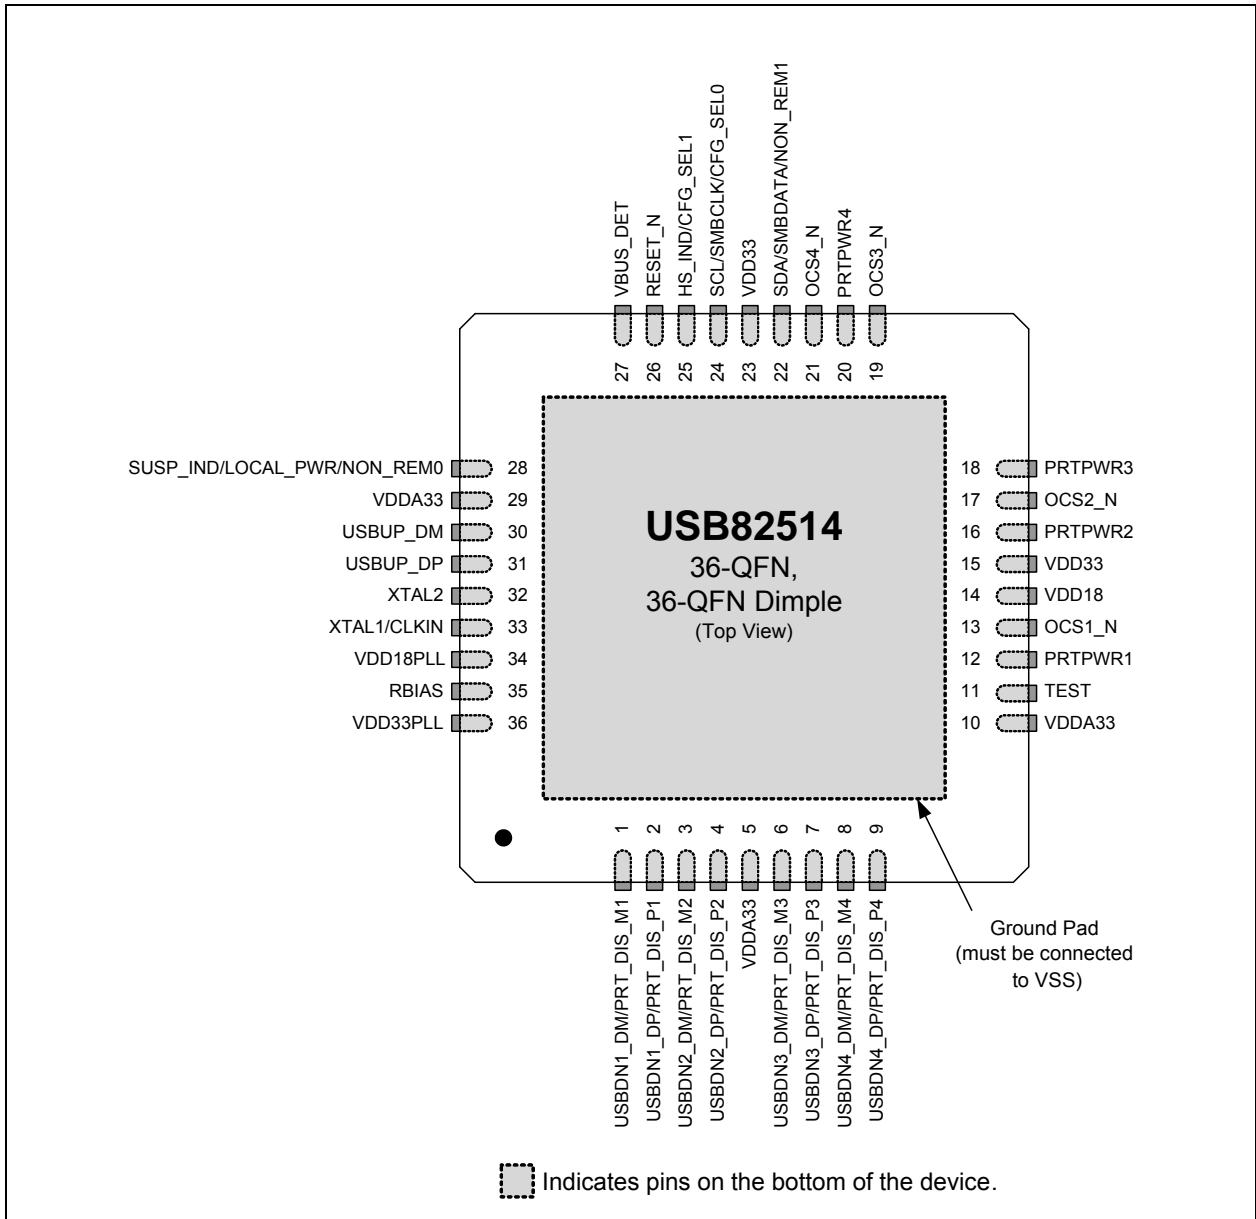 VBUS_DET
RESET_N
HS_IND/CFG_SEL1
SCL/SMBCLK/CFG_SEL0
VDD33
SDA/SMBDATA/NON_REM1
OCS4_N
PRTPWR4
OCS3_N
27
26
25
24
23
22
21
20
19
SUSP_IND/LOCAL_PWR/NON_REM0 28
VDDA33 29
USBUP_DM 30
USBUP_DP 31
XTAL2 32
XTAL1/CLKIN 33
VDD18PLL 34
RBIAS 35
VDD33PLL 36
USB82514
36-QFN,
36-QFN Dimple
(Top View)
18 PRTPWR3
17 OCS2_N
16 PRTPWR2
15 VDD33
14 VDD18
13 OCS1_N
12 PRTPWR1
11 TEST
10 VDDA33
1
2
3
4
5
6
7
8
9
USBDN1_DM/PRT_DIS_M1
USBDN1_DP/PRT_DIS_P1
USBDN2_DM/PRT_DIS_M2
USBDN2_DP/PRT_DIS_P2
VDDA33
USBDN3_DM/PRT_DIS_M3
USBDN3_DP/PRT_DIS_P3
USBDN4_DM/PRT_DIS_M4
USBDN4_DP/PRT_DIS_P4
Ground Pad
(must be connected
to VSS)
Indicates pins on the bottom of the device.